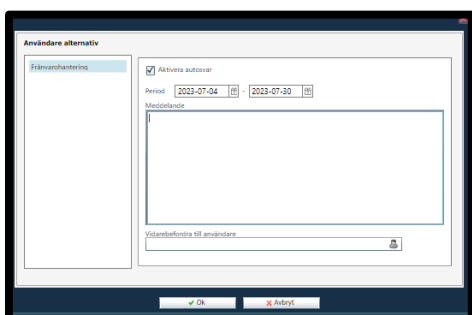 Användare alternativ
Frånvarohantering
Aktivera autosvar
Period 2023-07-04 - 2023-07-30
Meddelande
Vidarebefordra till användare
Ok Avbryt